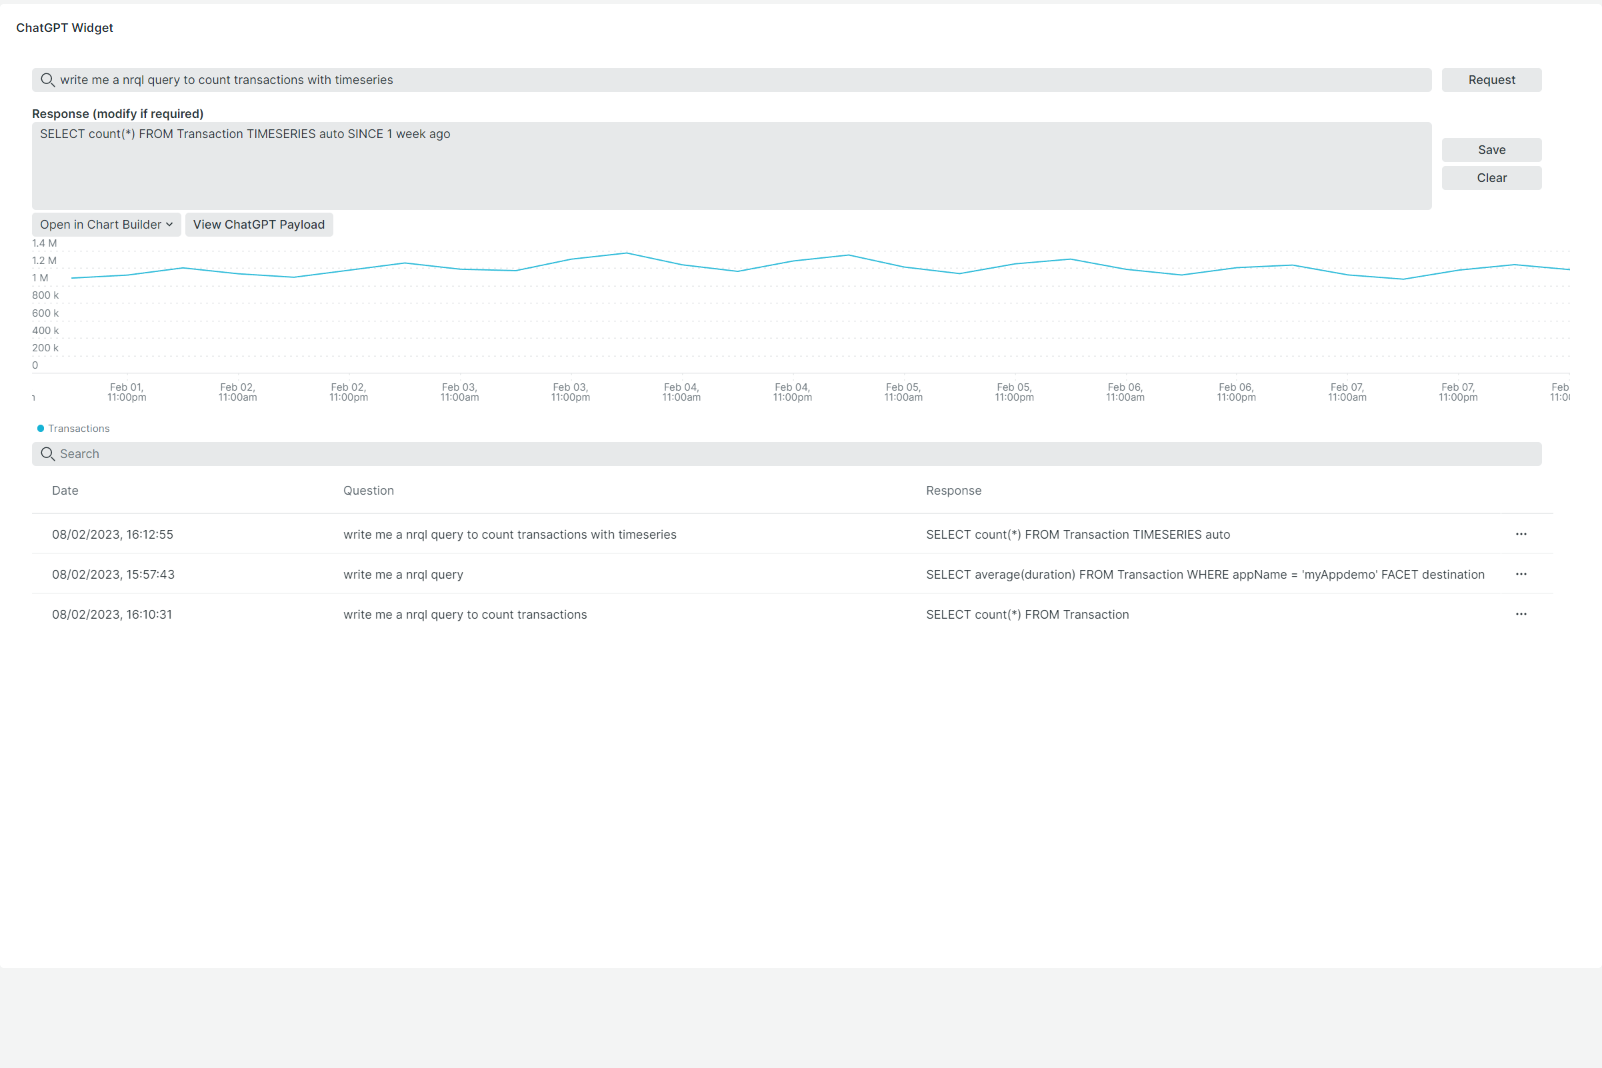 ChatGPT Widget
write me a nrql query to count transactions with timeseries
Request
Response (modify if required)
SELECT count(*) FROM Transaction TIMESERIES auto SINCE 1 week ago
Save
Clear
Open in Chart Builder
View ChatGPT Payload
1.4 M
1.2 M
1 M
800 k
600 k
400 k
200 k
0
Feb 01, Feb 02, Feb 02, Feb 03, Feb 03, Feb 04, Feb 04, Feb 05, Feb 05, Feb 06, Feb 06, Feb 07, Feb 07, Feb
11:00pm 11:00am 11:00pm 11:00am 11:00pm 11:00am 11:00pm 11:00am 11:00pm 11:00am 11:00pm 11:00am 11:00pm
Transactions
Search
Date Question Response
08/02/2023, 16:12:55 write me a nrql query to count transactions with timeseries SELECT count(*) FROM Transaction TIMESERIES auto ...
08/02/2023, 15:57:43 write me a nrql query SELECT average(duration) FROM Transaction WHERE appName = 'myAppdemo' FACET destination ...
08/02/2023, 16:10:31 write me a nrql query to count transactions SELECT count(*) FROM Transaction ...